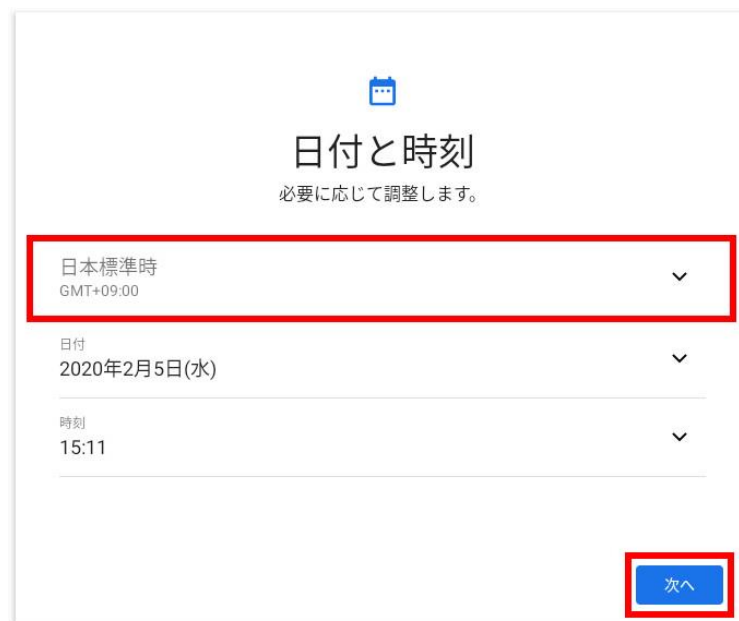 日付と時刻
必要に応じて調整します。
日本標準時
GMT+09:00
日付
2020年2月5日(水)
時刻
15:11
次へ